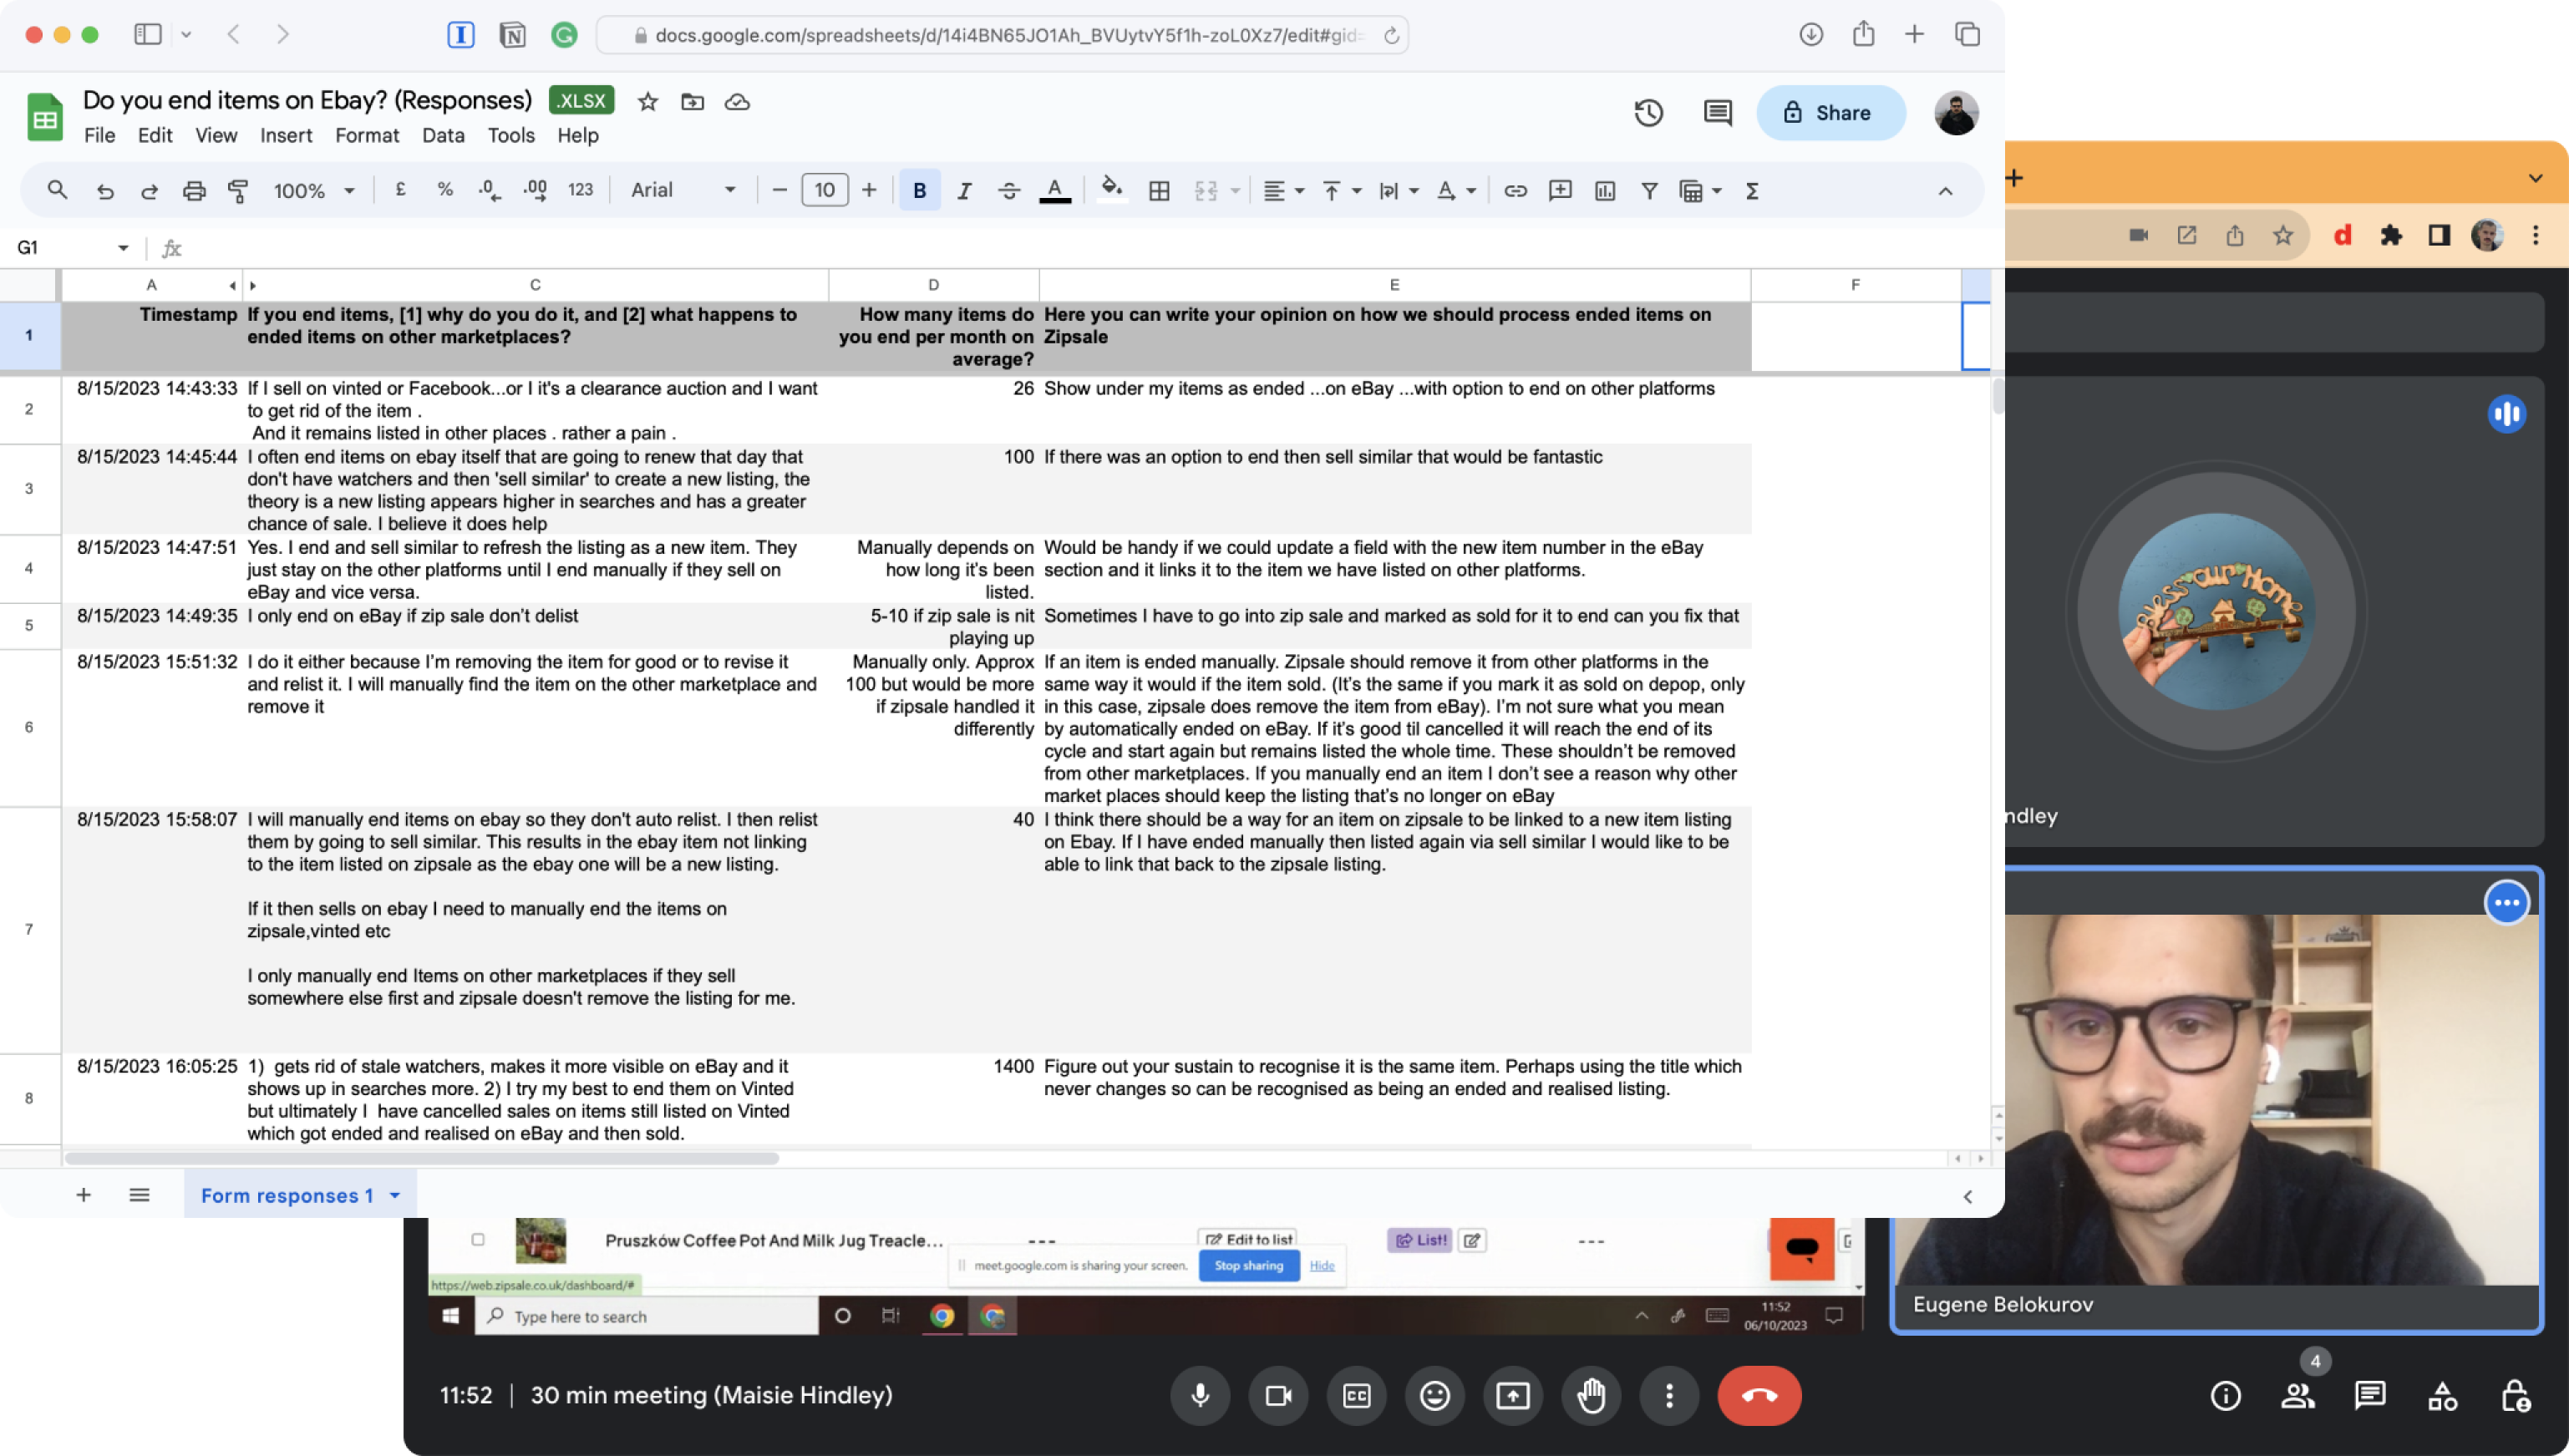 docs.google.com/spreadsheets/d/14i4BN65JO1Ah_BVUytvY5f1h-zoL0Xz7/edit#gid=
Do you end items on Ebay? (Responses) .XLSX
Share
File Edit View Insert Format Data Tools Help
100% £ % .0 .00 123 Arial 10 B I A
G1 fx
A C D E F
1 Timestamp
If you end items, [1] why do you do it, and [2] what happens to
ended items on other marketplaces?
How many items do
you end per month on
average?
Here you can write your opinion on how we should process ended items on
Zipsale
2 8/15/2023 14:43:33
If I sell on vinted or Facebook...or I it's a clearance auction and I want
to get rid of the item .
And it remains listed in other places . rather a pain .
26
Show under my items as ended ...on eBay ...with option to end on other platforms
3 8/15/2023 14:45:44
I often end items on ebay itself that are going to renew that day that
don't have watchers and then 'sell similar' to create a new listing, the
theory is a new listing appears higher in searches and has a greater
chance of sale. I believe it does help
100
If there was an option to end then sell similar that would be fantastic
4 8/15/2023 14:47:51
Yes. I end and sell similar to refresh the listing as a new item. They
just stay on the other platforms until I end manually if they sell on
eBay and vice versa.
Manually depends on
how long it's been
listed.
Would be handy if we could update a field with the new item number in the eBay
section and it links it to the item we have listed on other platforms.
5 8/15/2023 14:49:35
I only end on eBay if zip sale don't delist
5-10 if zip sale is nit
playing up
Sometimes I have to go into zip sale and marked as sold for it to end can you fix that
6 8/15/2023 15:51:32
I do it either because I'm removing the item for good or to revise it
and relist it. I will manually find the item on the other marketplace and
remove it
Manually only. Approx
100 but would be more
if zipsale handled it
differently
If an item is ended manually. Zipsale should remove it from other platforms in the
same way it would if the item sold. (It's the same if you mark it as sold on depop, only
in this case, zipsale does remove the item from eBay). I'm not sure what you mean
by automatically ended on eBay. If it's good til cancelled it will reach the end of its
cycle and start again but remains listed the whole time. These shouldn't be removed
from other marketplaces. If you manually end an item I don't see a reason why other
market places should keep the listing that's no longer on eBay
7 8/15/2023 15:58:07
I will manually end items on ebay so they don't auto relist. I then relist
them by going to sell similar. This results in the ebay item not linking
to the item listed on zipsale as the ebay one will be a new listing.
If it then sells on ebay I need to manually end the items on
zipsale,vinted etc
I only manually end Items on other marketplaces if they sell
somewhere else first and zipsale doesn't remove the listing for me.
40
I think there should be a way for an item on zipsale to be linked to a new item listing
on Ebay. If I have ended manually then listed again via sell similar I would like to be
able to link that back to the zipsale listing.
8 8/15/2023 16:05:25
1) gets rid of stale watchers, makes it more visible on eBay and it
shows up in searches more. 2) I try my best to end them on Vinted
but ultimately I have cancelled sales on items still listed on Vinted
which got ended and realised on eBay and then sold.
1400
Figure out your sustain to recognise it is the same item. Perhaps using the title which
never changes so can be recognised as being an ended and realised listing.
Form responses 1
d
Bless our Home
ndley
Eugene Belokurov
Pruszków Coffee Pot And Milk Jug Treacle... --- Edit to list List! ---
meet.google.com is sharing your screen. Stop sharing Hide
https://web.zipsale.co.uk/dashboard/#
Type here to search
11:52
06/10/2023
11:52 | 30 min meeting (Maisie Hindley)
CC
4